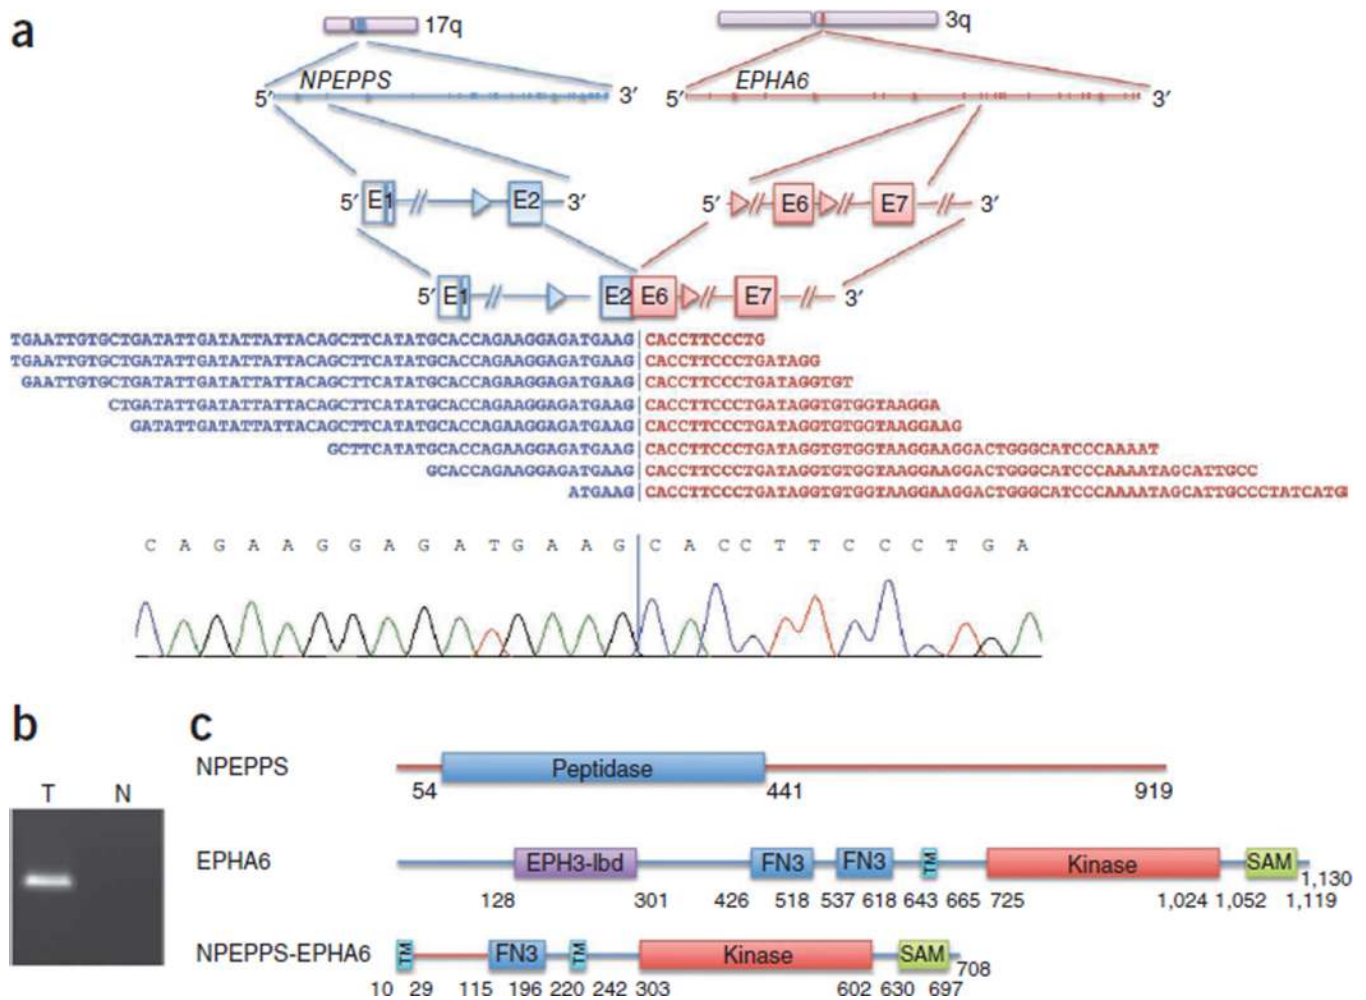 a
17q
3q
NPEPPS
EPHA6
5′ 3′ 5′ 3′
5′ E1 E2 3′ 5′ E6 E7 3′
5′ E1 E2 E6 E7 3′
TGAATTGTGCTGATATTGATATTATTACAGCTTCATATGCACCAGAAGGAGATGAAG CACCTTCCCTG
TGAATTGTGCTGATATTGATATTATTACAGCTTCATATGCACCAGAAGGAGATGAAG CACCTTCCCTGATAGG
GAATTGTGCTGATATTGATATTATTACAGCTTCATATGCACCAGAAGGAGATGAAG CACCTTCCCTGATAGGTGT
CTGATATTGATATTATTACAGCTTCATATGCACCAGAAGGAGATGAAG CACCTTCCCTGATAGGTGTGGTAAGGA
GATATTGATATTATTACAGCTTCATATGCACCAGAAGGAGATGAAG CACCTTCCCTGATAGGTGTGGTAAGGAAG
GCTTCATATGCACCAGAAGGAGATGAAG CACCTTCCCTGATAGGTGTGGTAAGGAAGGACTGGGCATCCCAAAAT
GCACCAGAAGGAGATGAAG CACCTTCCCTGATAGGTGTGGTAAGGAAGGACTGGGCATCCCAAAATAGCATTGCC
ATGAAG CACCTTCCCTGATAGGTGTGGTAAGGAAGGACTGGGCATCCCAAAATAGCATTGCCCTATCATG
C A G A A G G A G A T G A A G C A C C T T C C C T G A
b
T N
c
NPEPPS
Peptidase
54 441 919
EPHA6
EPH3-lbd FN3 FN3 TM Kinase SAM
1,130
128 301 426 518 537 618 643 665 725 1,024 1,052 1,119
NPEPPS-EPHA6
TM FN3 TM Kinase SAM
708
10 29 115 196 220 242 303 602 630 697